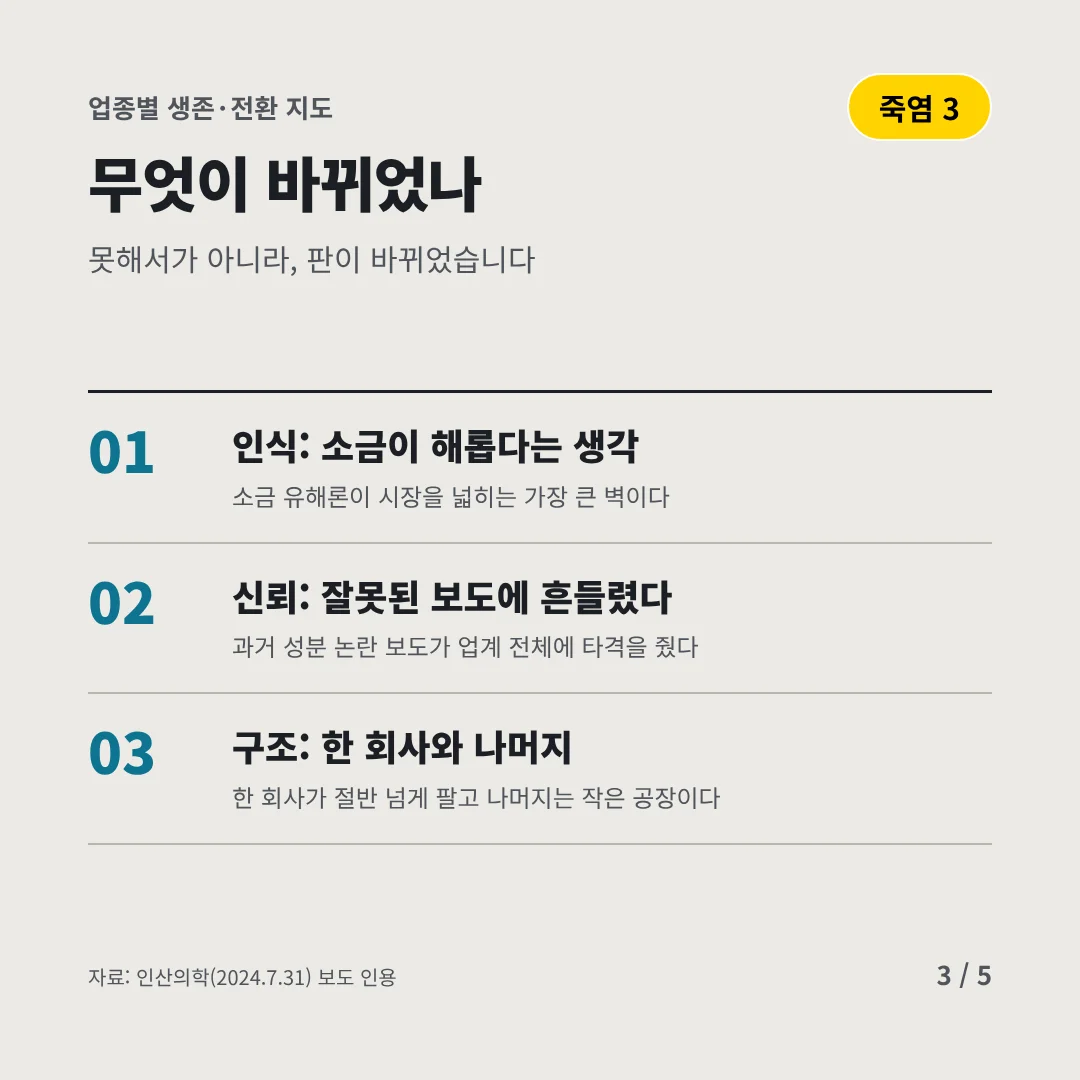 업종별 생존·전환 지도
죽염 3
무엇이 바뀌었나
못해서가 아니라, 판이 바뀌었습니다
01
인식: 소금이 해롭다는 생각
소금 유해론이 시장을 넓히는 가장 큰 벽이다
02
신뢰: 잘못된 보도에 흔들렸다
과거 성분 논란 보도가 업계 전체에 타격을 줬다
03
구조: 한 회사와 나머지
한 회사가 절반 넘게 팔고 나머지는 작은 공장이다
자료: 인산의학(2024.7.31) 보도 인용
3 / 5